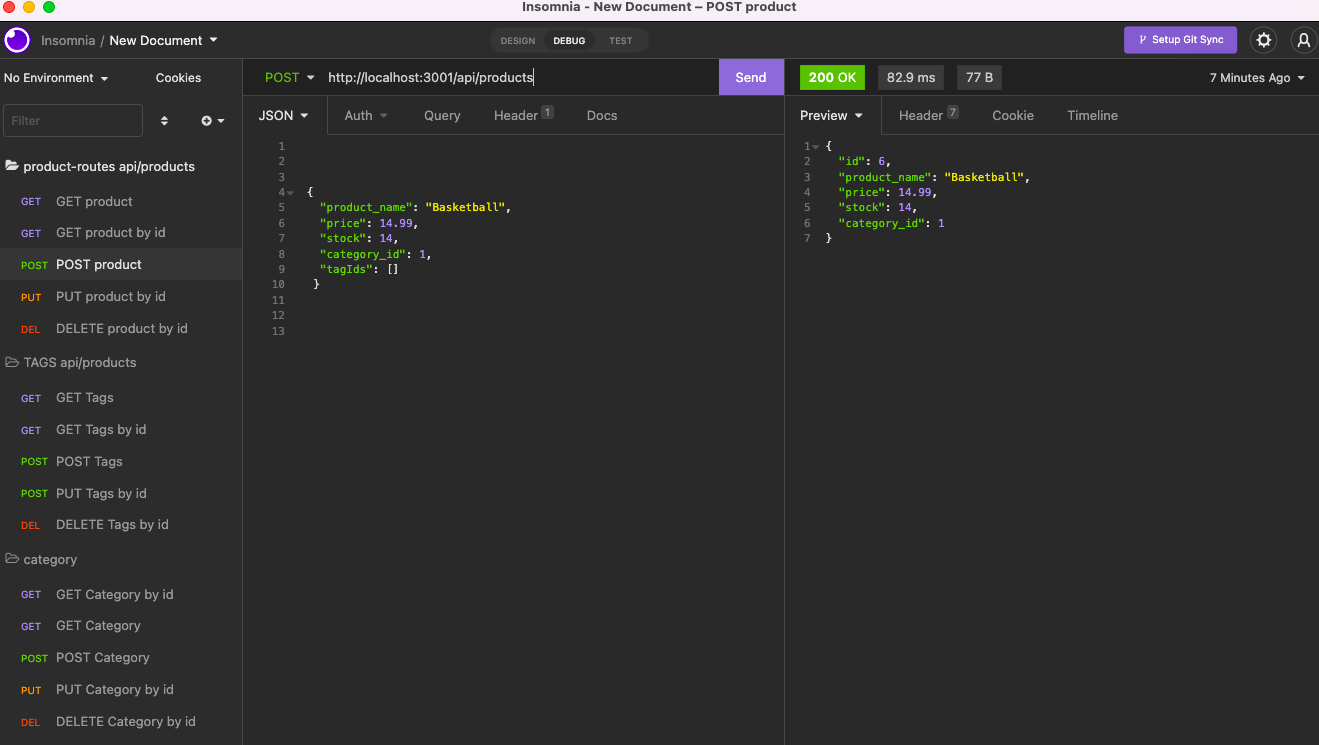 Insomnia - New Document – POST product
Insomnia / New Document
DESIGN DEBUG TEST
Setup Git Sync
No Environment Cookies
POST http://localhost:3001/api/products Send
200 OK 82.9 ms 77 B 7 Minutes Ago
Filter
JSON Auth Query Header 1 Docs
Preview Header 7 Cookie Timeline
product-routes api/products
GET GET product
GET GET product by id
POST POST product
PUT PUT product by id
DEL DELETE product by id
TAGS api/products
GET GET Tags
GET GET Tags by id
POST POST Tags
POST PUT Tags by id
DEL DELETE Tags by id
category
GET GET Category by id
GET GET Category
POST POST Category
PUT PUT Category by id
DEL DELETE Category by id
1
2
3
4 {
5 "product_name": "Basketball",
6 "price": 14.99,
7 "stock": 14,
8 "category_id": 1,
9 "tagIds": []
10 }
11
12
13
1 {
2 "id": 6,
3 "product_name": "Basketball",
4 "price": 14.99,
5 "stock": 14,
6 "category_id": 1
7 }